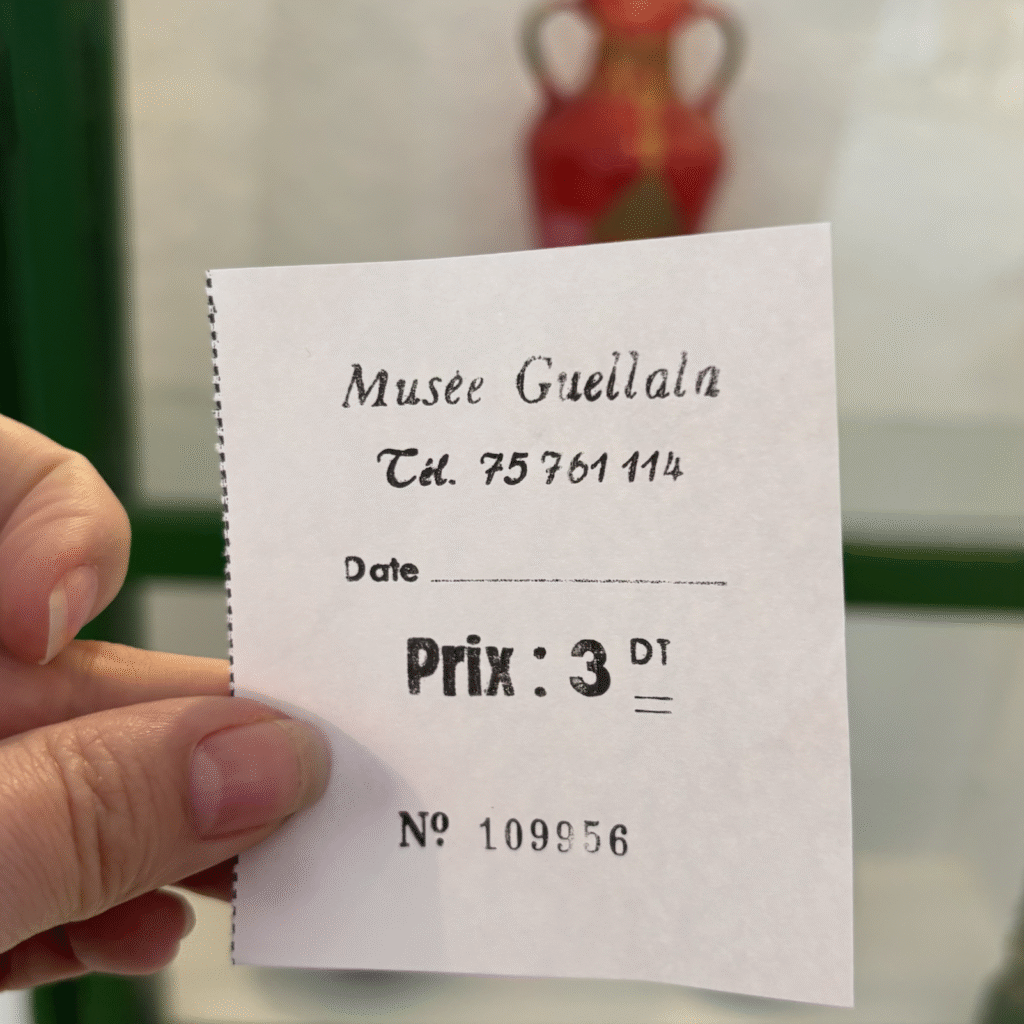 Musée Guellala
Tél. 75 761 114
Date
Prix : 3 DT
Nº 109956